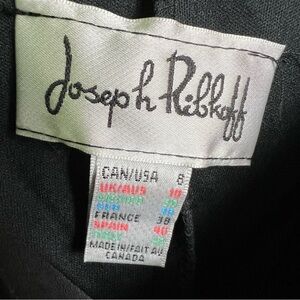 Joseph Ribkoff
CAN/USA 8
UK/AUS 10
FRANCE 38
SPAIN 40
MADE IN/FAIT AU
CANADA